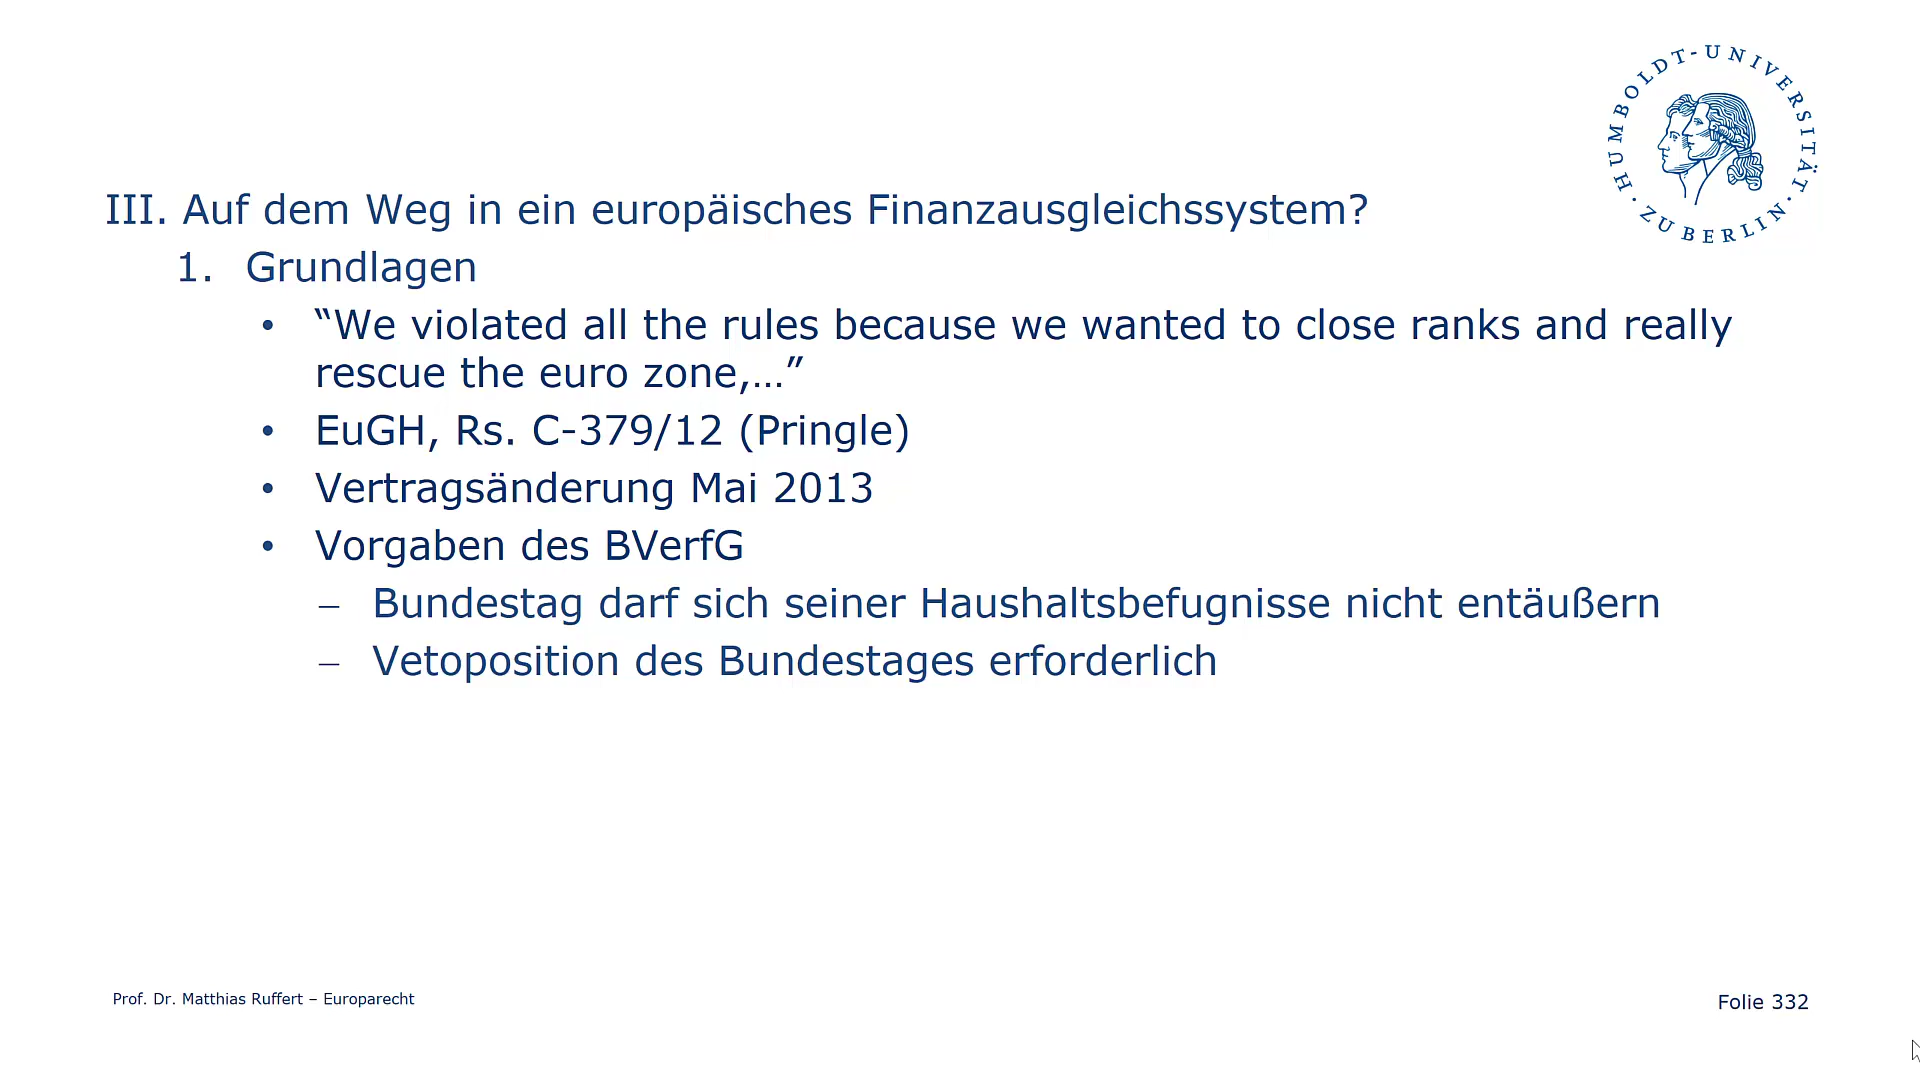 HUMBOLDT-UNIVERSITÄT · ZU BERLIN ·
III. Auf dem Weg in ein europäisches Finanzausgleichssystem?
1. Grundlagen
• “We violated all the rules because we wanted to close ranks and really
rescue the euro zone,…”
• EuGH, Rs. C-379/12 (Pringle)
• Vertragsänderung Mai 2013
• Vorgaben des BVerfG
– Bundestag darf sich seiner Haushaltsbefugnisse nicht entäußern
– Vetoposition des Bundestages erforderlich
Prof. Dr. Matthias Ruffert – Europarecht
Folie 332